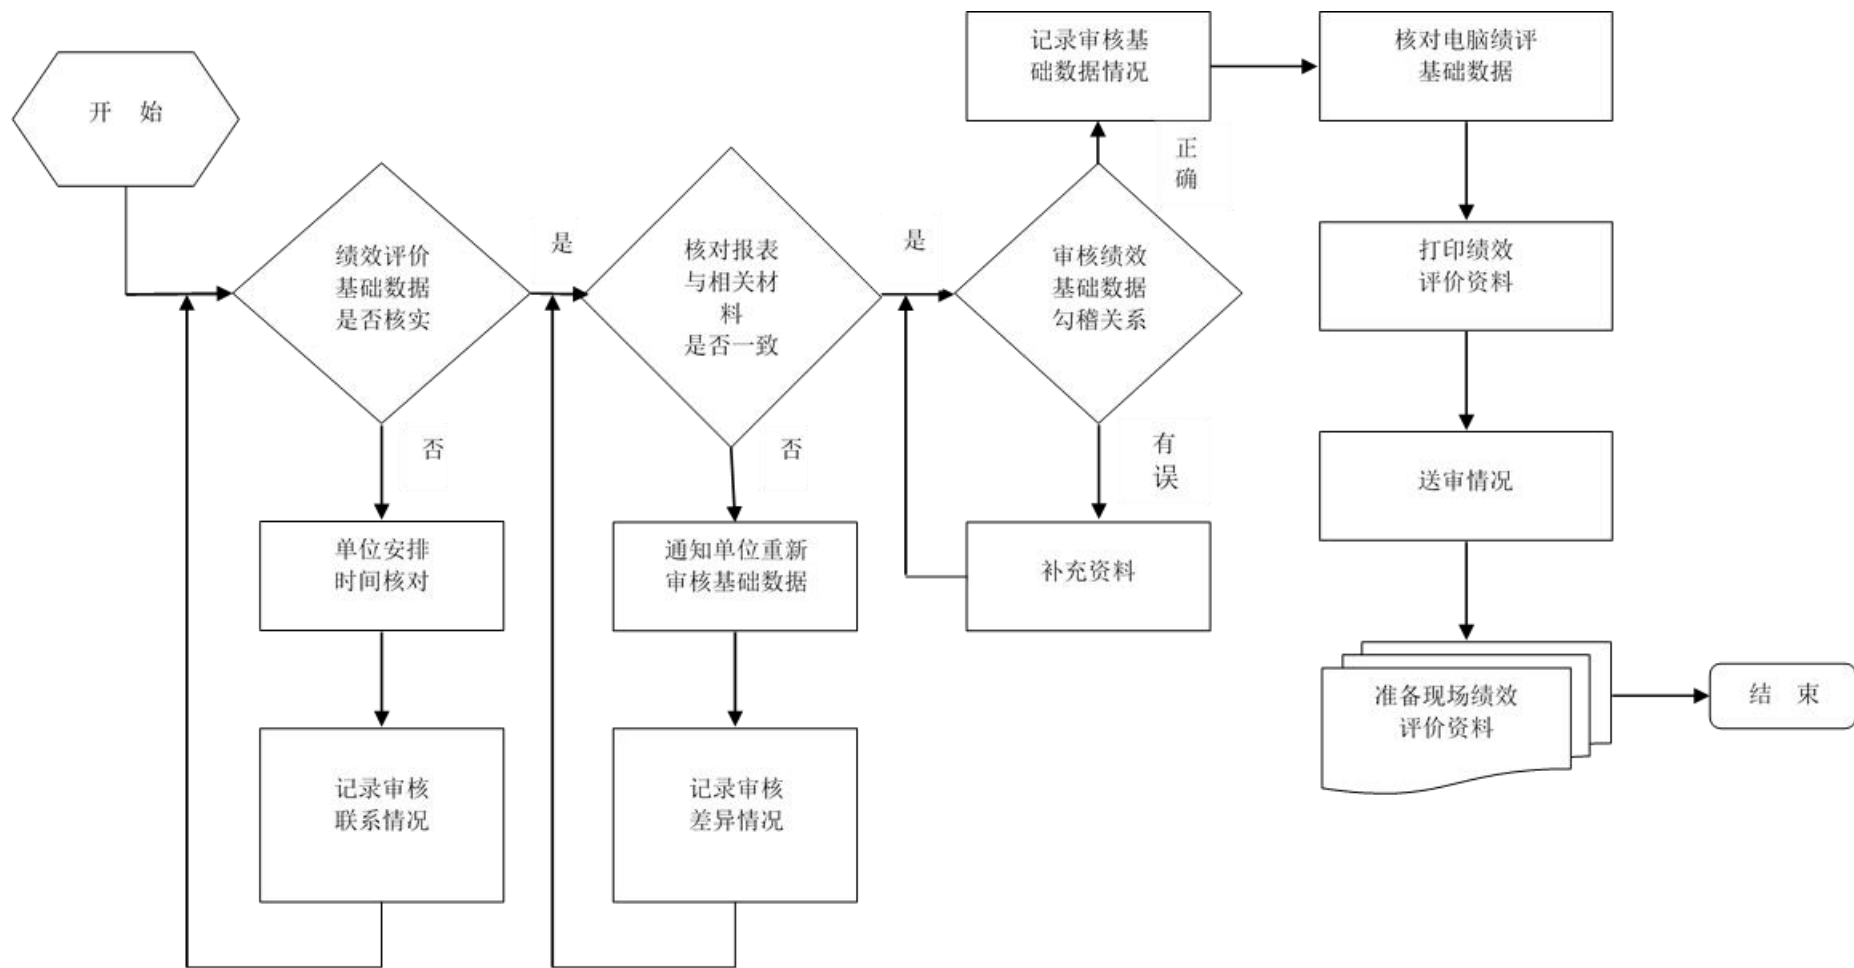 开 始
绩效评价
基础数据
是否核实
是
否
单位安排
时间核对
记录审核
联系情况
核对报表
与相关材
料
是否一致
是
否
通知单位重新
审核基础数据
记录审核
差异情况
审核绩效
基础数据
勾稽关系
正
确
有
误
补充资料
记录审核基
础数据情况
核对电脑绩评
基础数据
打印绩效
评价资料
送审情况
准备现场绩效
评价资料
结 束